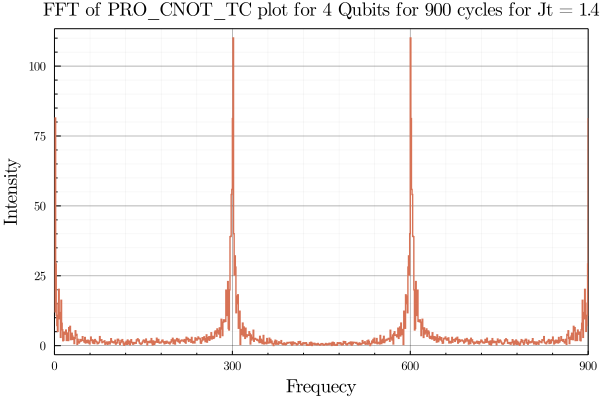 FFT of PRO_CNOT_TC plot for 4 Qubits for 900 cycles for Jt = 1.4
100
75
50
25
0
Intensity
0 300 600 900
Frequecy